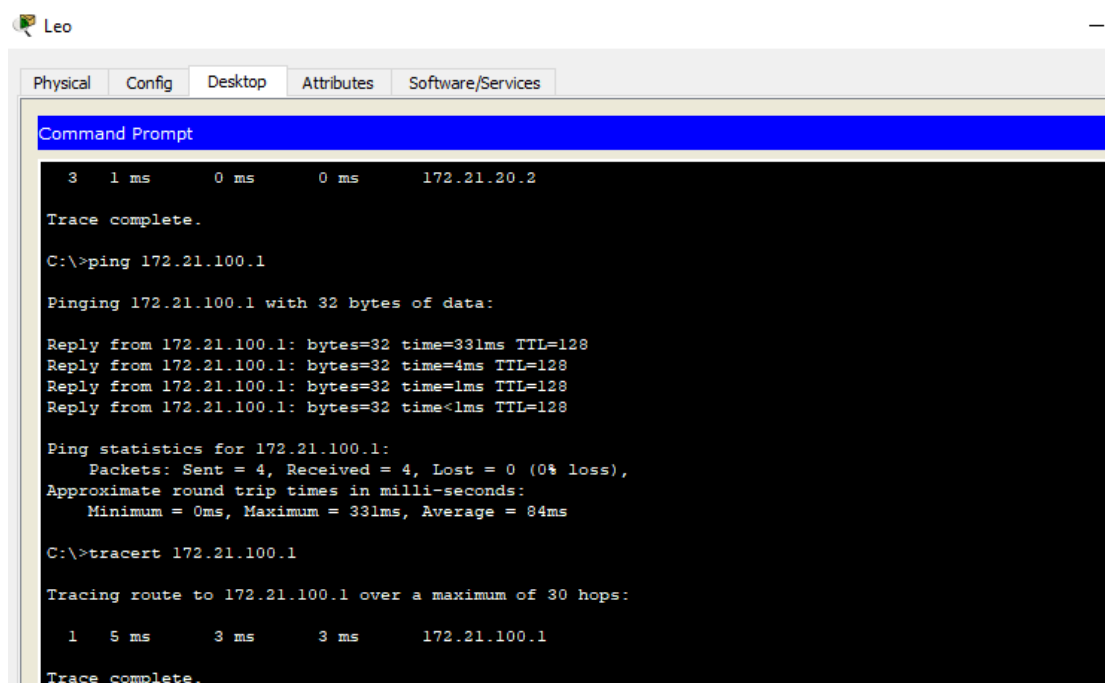 Leo
Physical Config Desktop Attributes Software/Services
Command Prompt
3 1 ms 0 ms 0 ms 172.21.20.2
Trace complete.
C:\>ping 172.21.100.1
Pinging 172.21.100.1 with 32 bytes of data:
Reply from 172.21.100.1: bytes=32 time=331ms TTL=128
Reply from 172.21.100.1: bytes=32 time=4ms TTL=128
Reply from 172.21.100.1: bytes=32 time=1ms TTL=128
Reply from 172.21.100.1: bytes=32 time<1ms TTL=128
Ping statistics for 172.21.100.1:
Packets: Sent = 4, Received = 4, Lost = 0 (0% loss),
Approximate round trip times in milli-seconds:
Minimum = 0ms, Maximum = 331ms, Average = 84ms
C:\>tracert 172.21.100.1
Tracing route to 172.21.100.1 over a maximum of 30 hops:
1 5 ms 3 ms 3 ms 172.21.100.1
Trace complete.